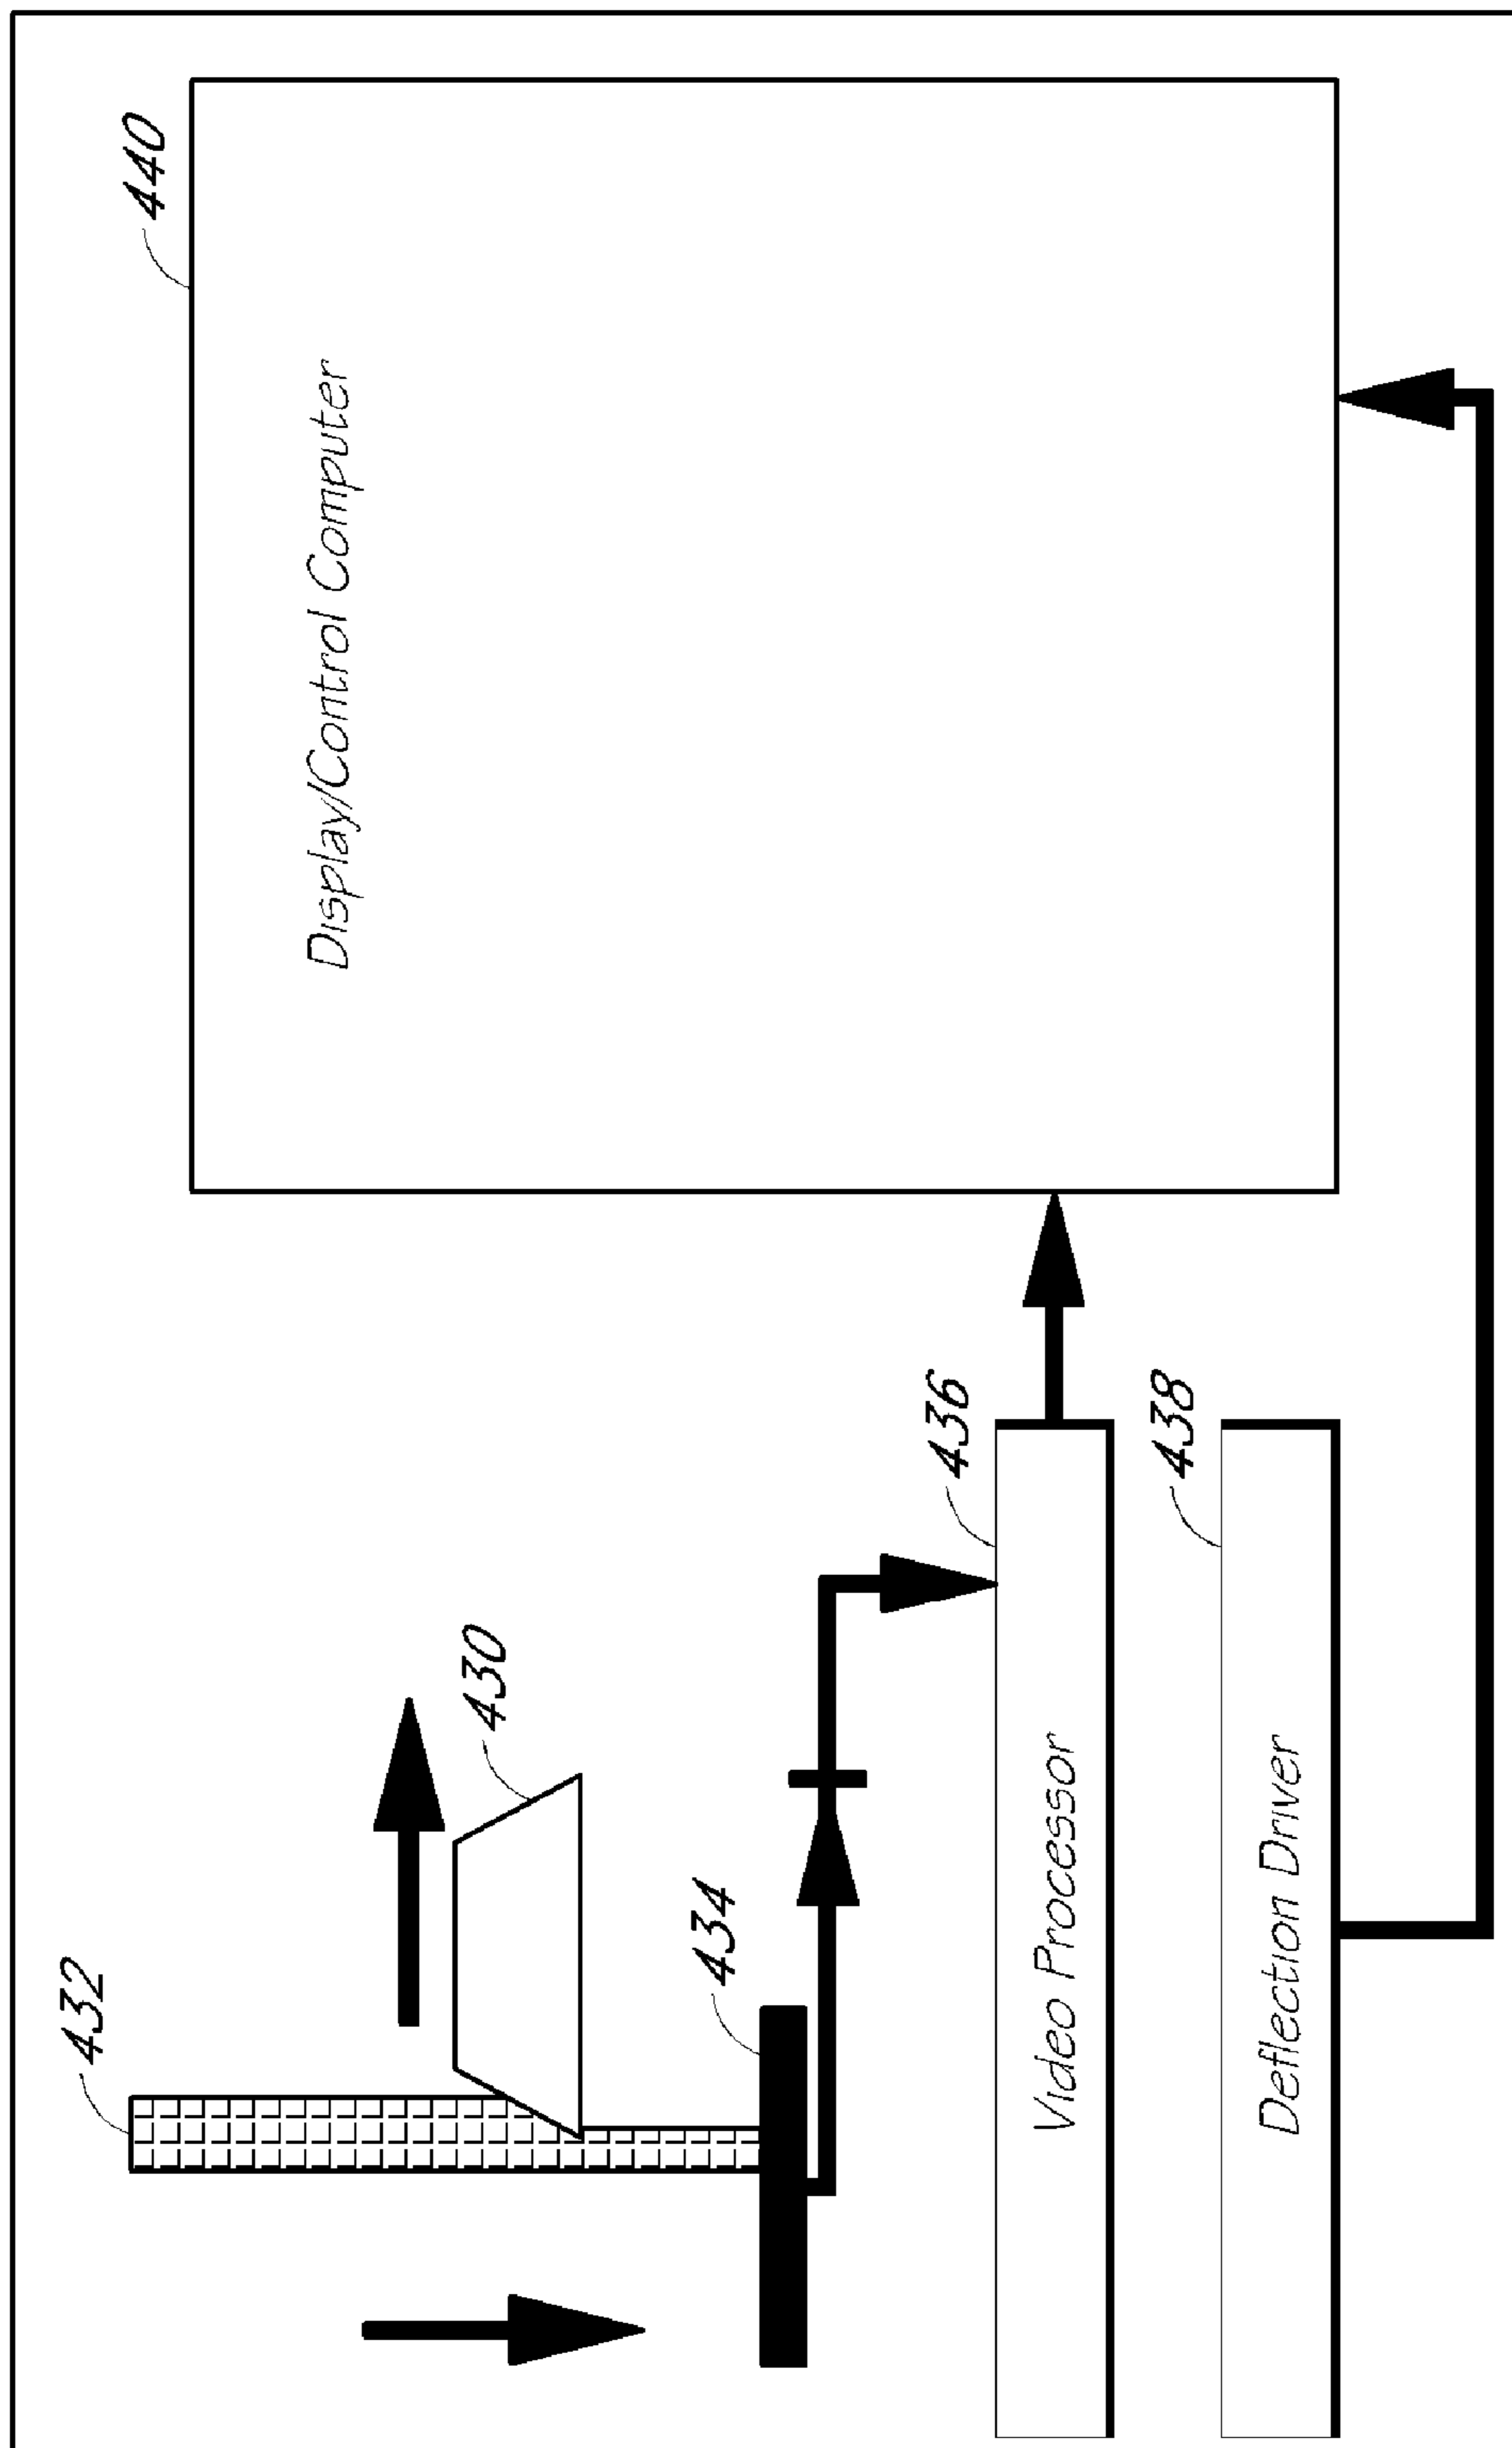 432
430
434
436
Video Processor
438
Deflection Driver
440
Display/Control Computer